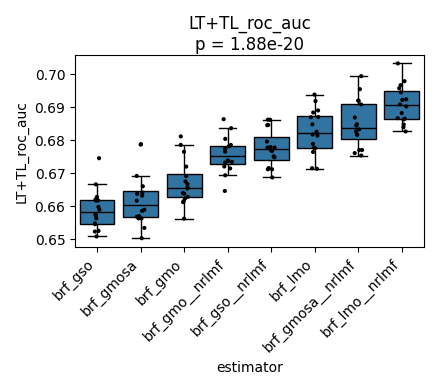 LT+TL_roc_auc
p = 1.88e-20
LT+TL_roc_auc
0.70
0.69
0.68
0.67
0.66
0.65
brf_gso
brf_gmosa
brf_gmo
brf_gmo__nrlmf
brf_gso__nrlmf
brf_lmo
brf_gmosa__nrlmf
brf_lmo__nrlmf
estimator